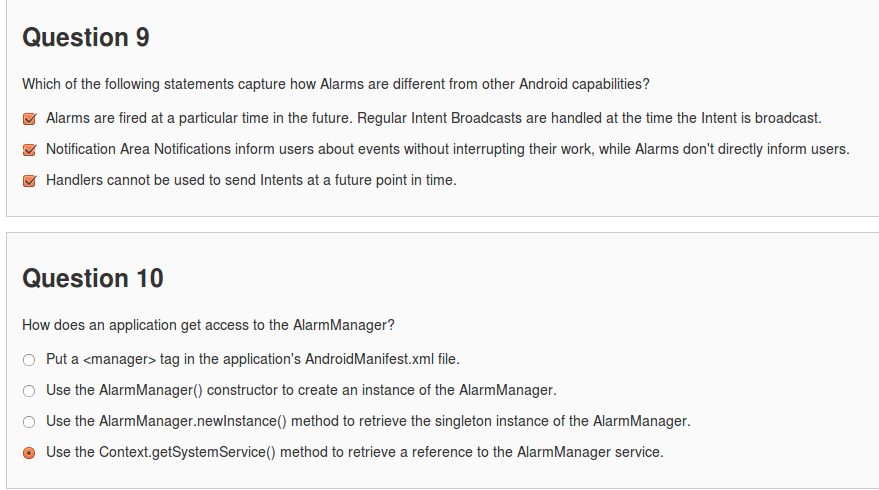 Question 9
Which of the following statements capture how Alarms are different from other Android capabilities?
Alarms are fired at a particular time in the future. Regular Intent Broadcasts are handled at the time the Intent is broadcast.
Notification Area Notifications inform users about events without interrupting their work, while Alarms don't directly inform users.
Handlers cannot be used to send Intents at a future point in time.
Question 10
How does an application get access to the AlarmManager?
Put a <manager> tag in the application's AndroidManifest.xml file.
Use the AlarmManager() constructor to create an instance of the AlarmManager.
Use the AlarmManager.newInstance() method to retrieve the singleton instance of the AlarmManager.
Use the Context.getSystemService() method to retrieve a reference to the AlarmManager service.